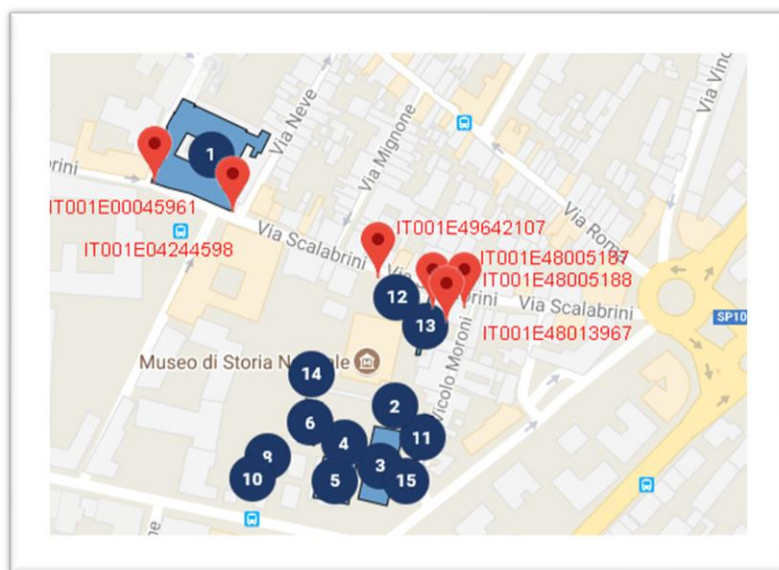 Via Neve
Via Mignone
Via Vinc
1
rini
IT001E00045961
IT001E04244598
IT001E49642107
Via Roma
Via Scalabrini
IT001E48005187
IT001E48005188
Via Scalabrini
12
13
IT001E48013967
SP10
Museo di Storia N ale
Vicolo Moroni
14
2
6
11
4
8
3
10
5
15